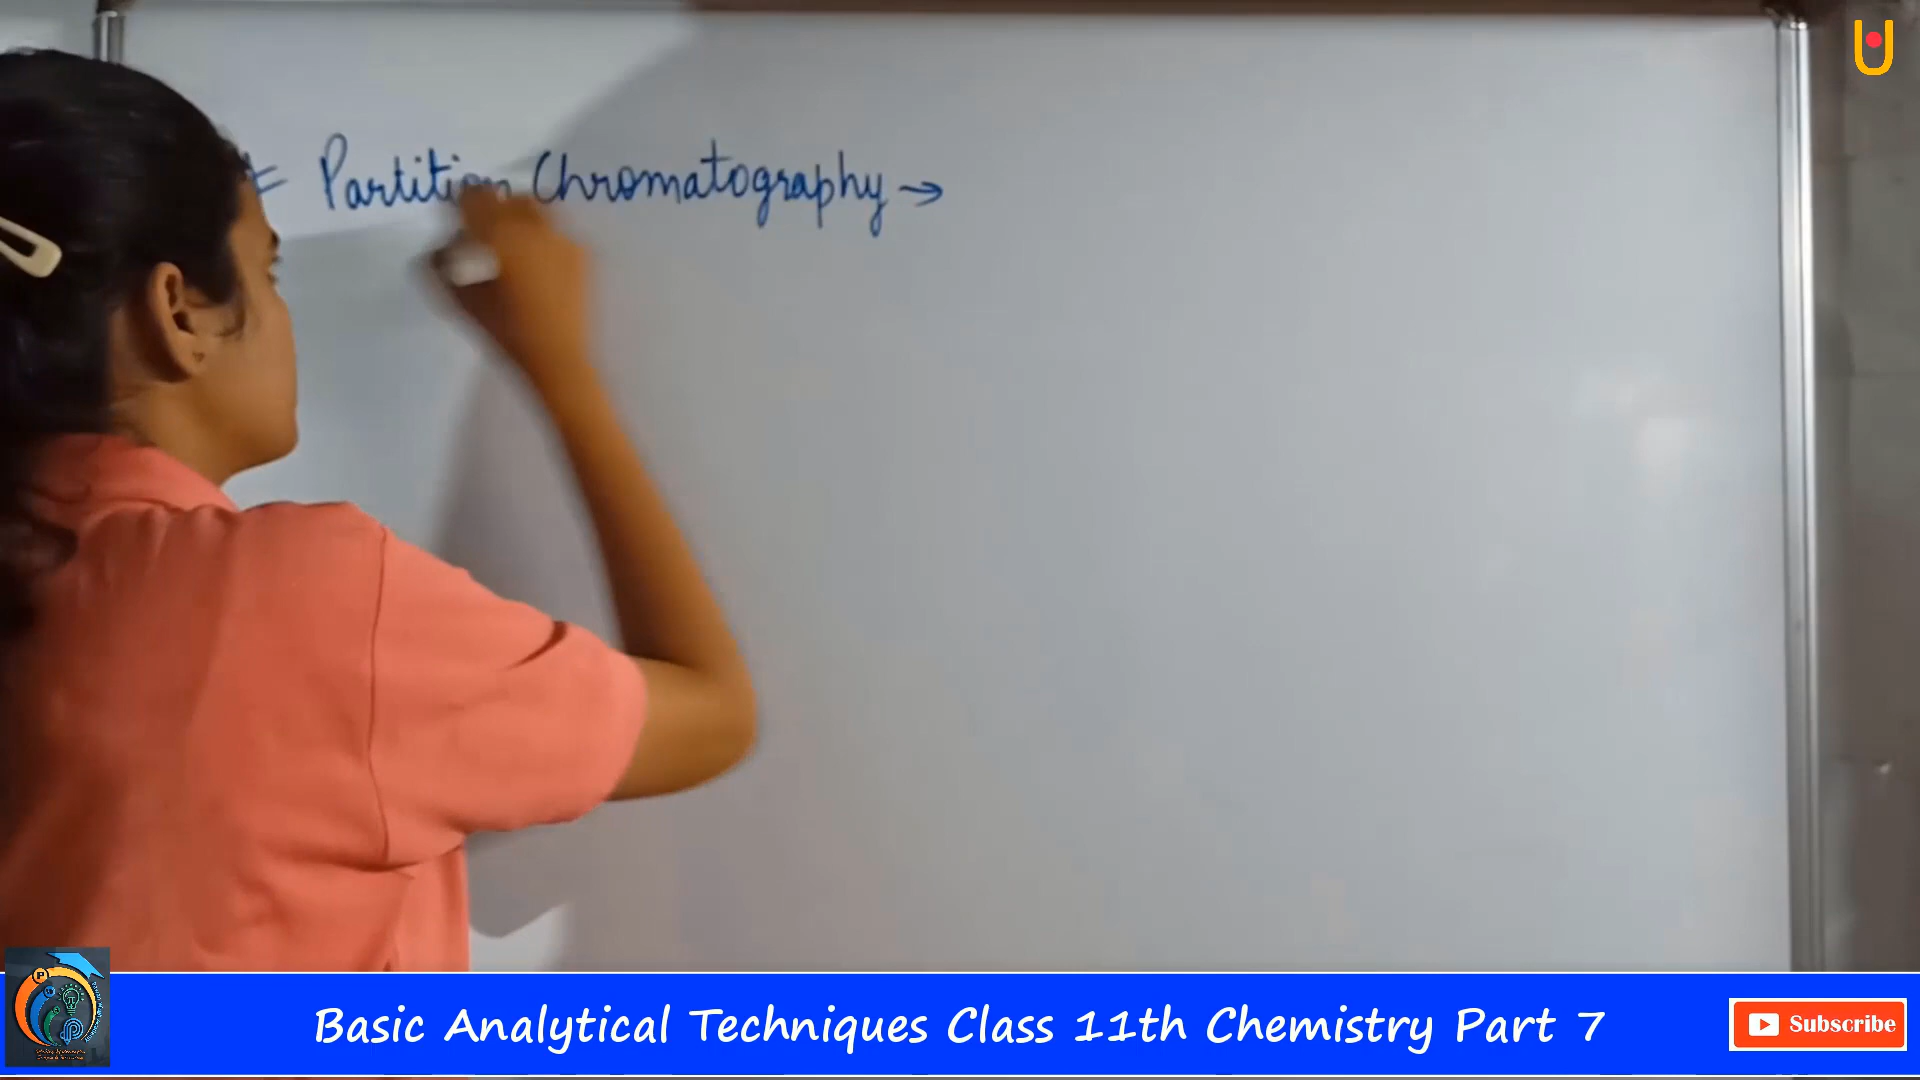 * Partition Chromatography →
Basic Analytical Techniques Class 11th Chemistry Part 7
Subscribe